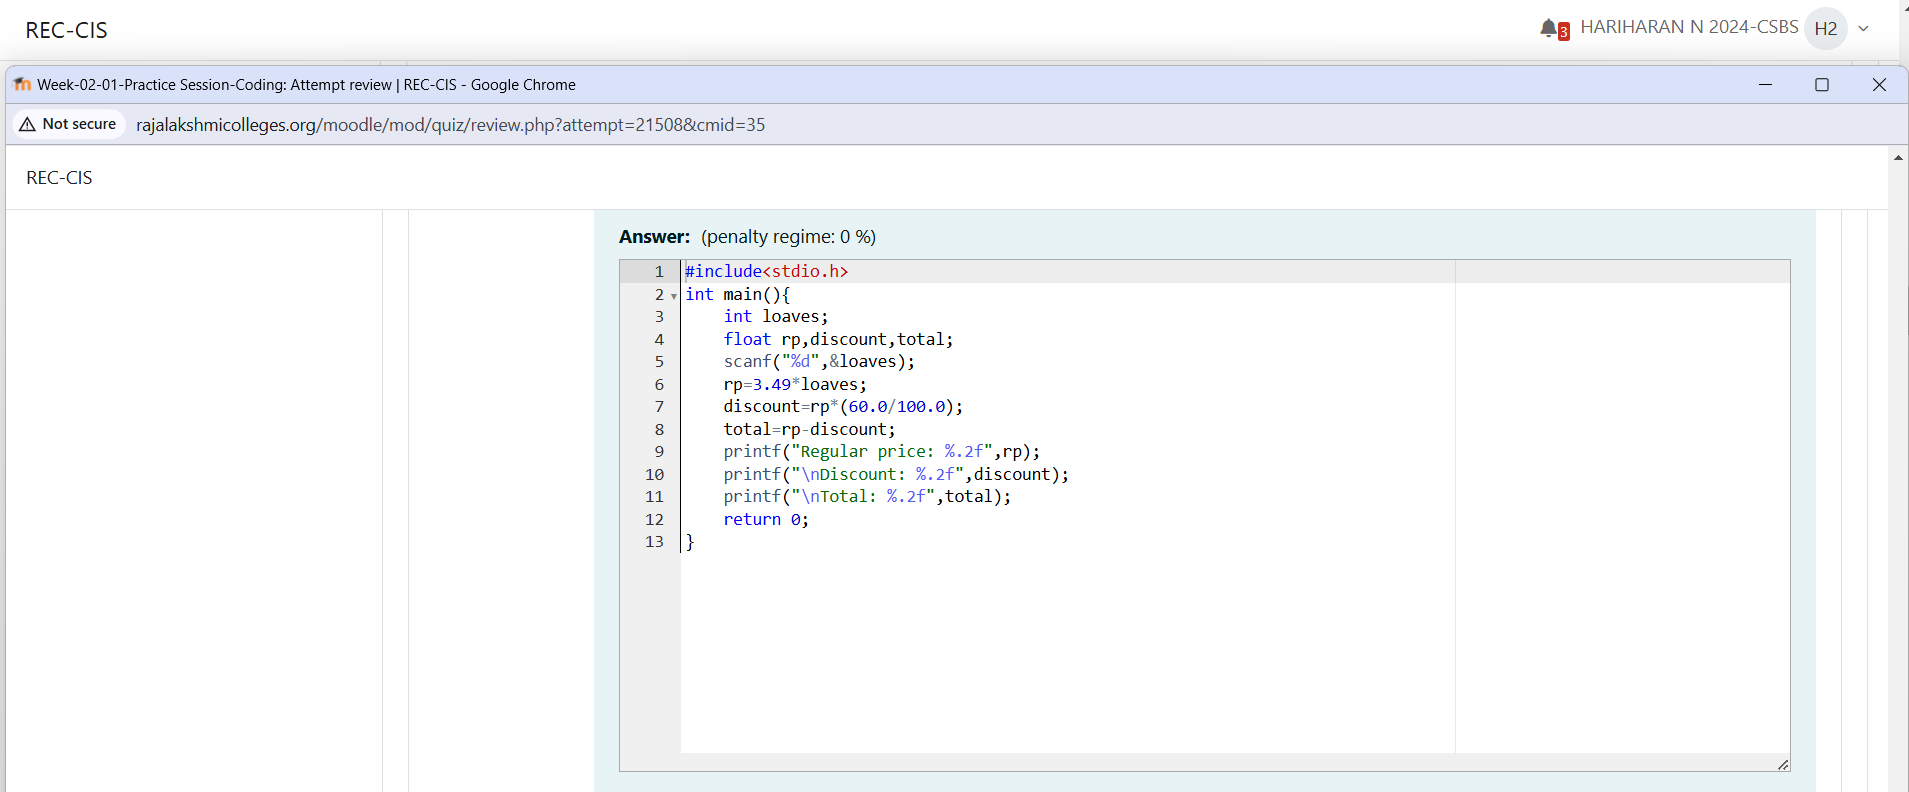 REC-CIS
3 HARIHARAN N 2024-CSBS H2
Week-02-01-Practice Session-Coding: Attempt review | REC-CIS - Google Chrome
Not secure rajalakshmicolleges.org/moodle/mod/quiz/review.php?attempt=21508&cmid=35
REC-CIS
Answer: (penalty regime: 0 %)
1 #include<stdio.h>
2 int main(){
3     int loaves;
4     float rp,discount,total;
5     scanf("%d",&loaves);
6     rp=3.49*loaves;
7     discount=rp*(60.0/100.0);
8     total=rp-discount;
9     printf("Regular price: %.2f",rp);
10     printf("\nDiscount: %.2f",discount);
11     printf("\nTotal: %.2f",total);
12     return 0;
13 }